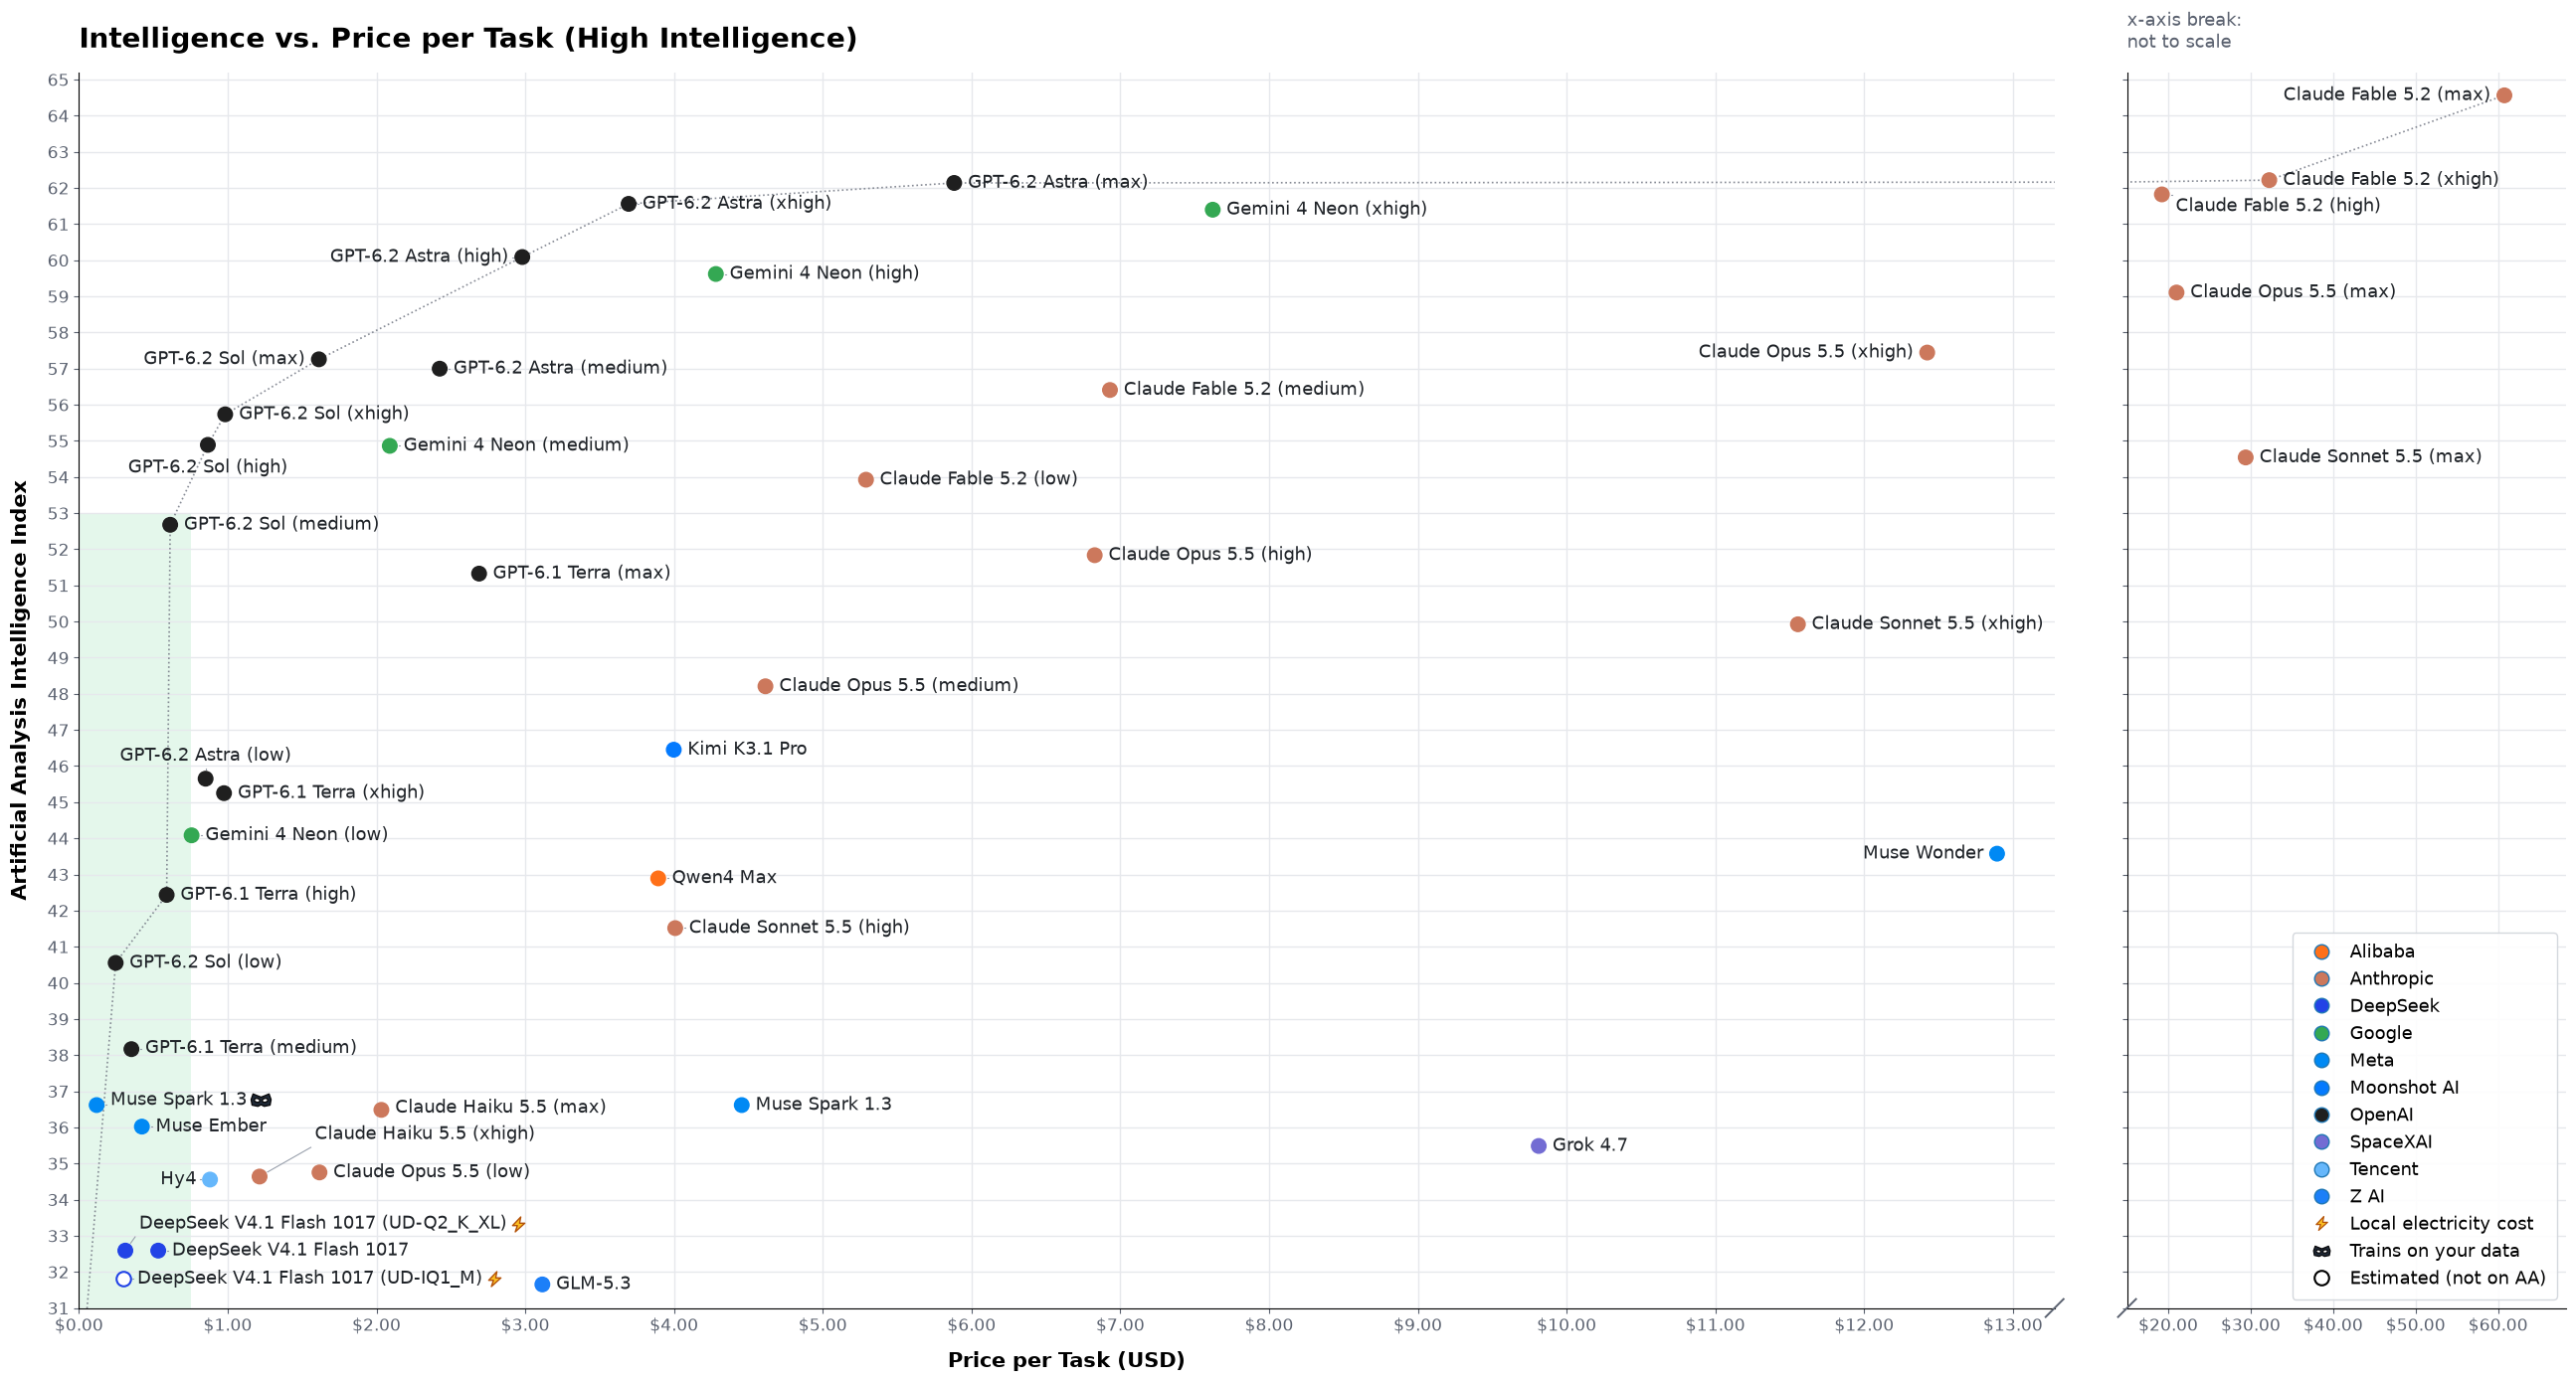 Intelligence vs. Price per Task (High Intelligence)
x-axis break:
not to scale
Artificial Analysis Intelligence Index
65
64
63
62
61
60
59
58
57
56
55
54
53
52
51
50
49
48
47
46
45
44
43
42
41
40
39
38
37
36
35
34
33
32
31
Claude Fable 5.2 (max)
GPT-6.2 Astra (max)
Claude Fable 5.2 (xhigh)
GPT-6.2 Astra (xhigh)
Gemini 4 Neon (xhigh)
Claude Fable 5.2 (high)
GPT-6.2 Astra (high)
Gemini 4 Neon (high)
Claude Opus 5.5 (max)
GPT-6.2 Sol (max)
GPT-6.2 Astra (medium)
Claude Opus 5.5 (xhigh)
Claude Fable 5.2 (medium)
GPT-6.2 Sol (xhigh)
Gemini 4 Neon (medium)
Claude Sonnet 5.5 (max)
GPT-6.2 Sol (high)
Claude Fable 5.2 (low)
GPT-6.2 Sol (medium)
Claude Opus 5.5 (high)
GPT-6.1 Terra (max)
Claude Sonnet 5.5 (xhigh)
Claude Opus 5.5 (medium)
GPT-6.2 Astra (low)
Kimi K3.1 Pro
GPT-6.1 Terra (xhigh)
Gemini 4 Neon (low)
Muse Wonder
Qwen4 Max
GPT-6.1 Terra (high)
Claude Sonnet 5.5 (high)
GPT-6.2 Sol (low)
GPT-6.1 Terra (medium)
Muse Spark 1.3
Claude Haiku 5.5 (max)
Muse Spark 1.3
Muse Ember
Claude Haiku 5.5 (xhigh)
Grok 4.7
Hy4
Claude Opus 5.5 (low)
DeepSeek V4.1 Flash 1017 (UD-Q2_K_XL)
DeepSeek V4.1 Flash 1017
DeepSeek V4.1 Flash 1017 (UD-IQ1_M)
GLM-5.3
Alibaba
Anthropic
DeepSeek
Google
Meta
Moonshot AI
OpenAI
SpaceXAI
Tencent
Z AI
Local electricity cost
Trains on your data
Estimated (not on AA)
$0.00
$1.00
$2.00
$3.00
$4.00
$5.00
$6.00
$7.00
$8.00
$9.00
$10.00
$11.00
$12.00
$13.00
$20.00
$30.00
$40.00
$50.00
$60.00
Price per Task (USD)